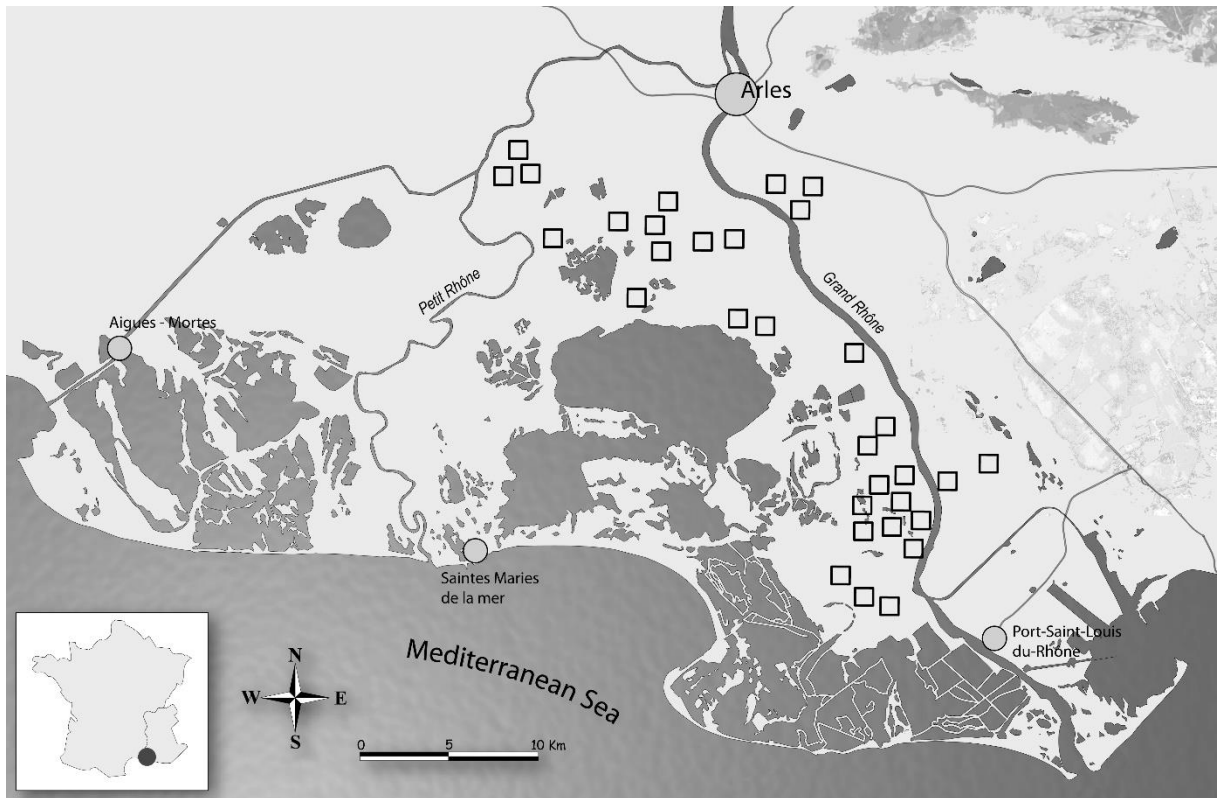 Arles
Petit Rhône
Grand Rhône
Aigues - Mortes
Saintes Maries
de la mer
Port-Saint-Louis
du-Rhône
Mediterranean Sea
N
W E
S
0 5 10 Km